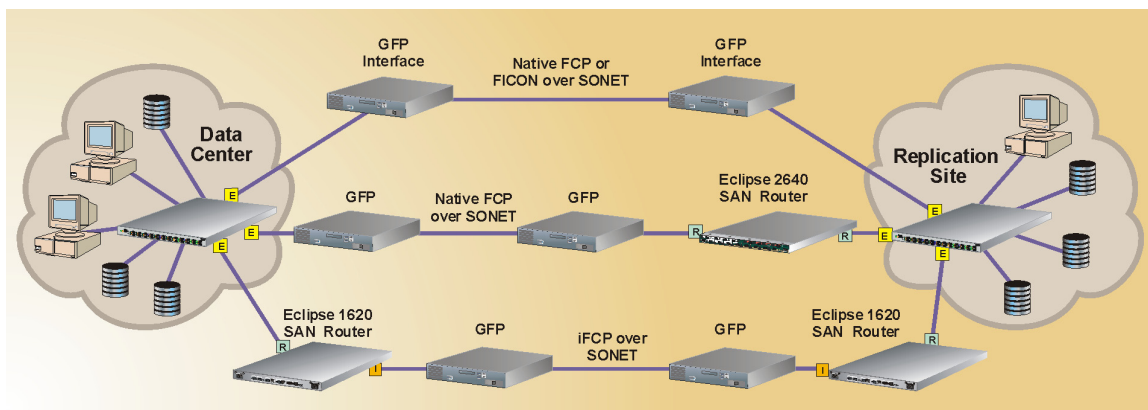 GFP
Interface
Native FCP or
FICON over SONET
GFP
Interface
Data
Center
Replication
Site
E
E
E
GFP
Native FCP
over SONET
GFP
Eclipse 2640
SAN Router
R
R
E
E
E
Eclipse 1620
SAN Router
R
I
GFP
iFCP over
SONET
GFP
I
Eclipse 1620
SAN Router
R